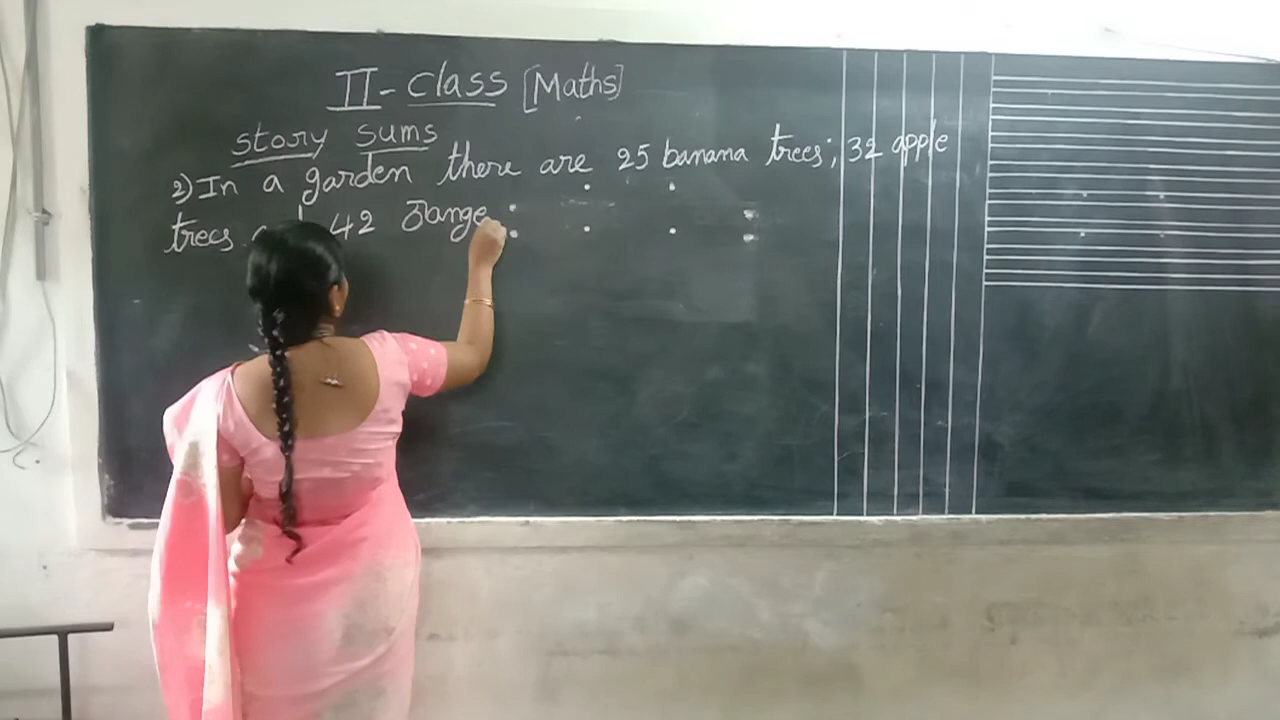 II - class [Maths]
story sums
2) In a garden there are 25 banana trees; 32 apple
trees 42 orange